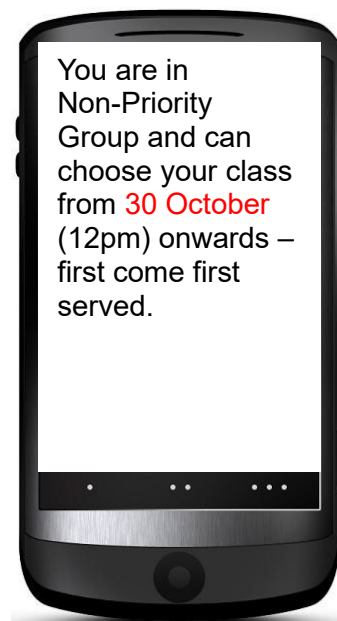 You are in
Non-Priority
Group and can
choose your class
from 30 October
(12pm) onwards –
first come first
served.